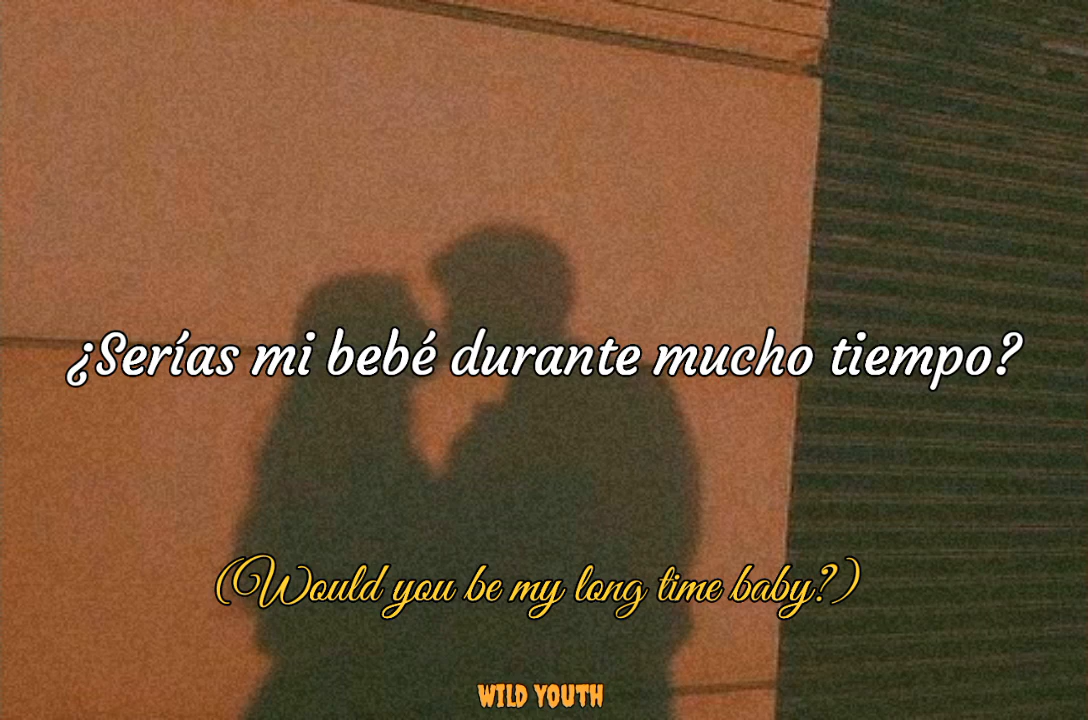 ¿Serías mi bebé durante mucho tiempo?
(Would you be my long time baby?)
WILD YOUTH